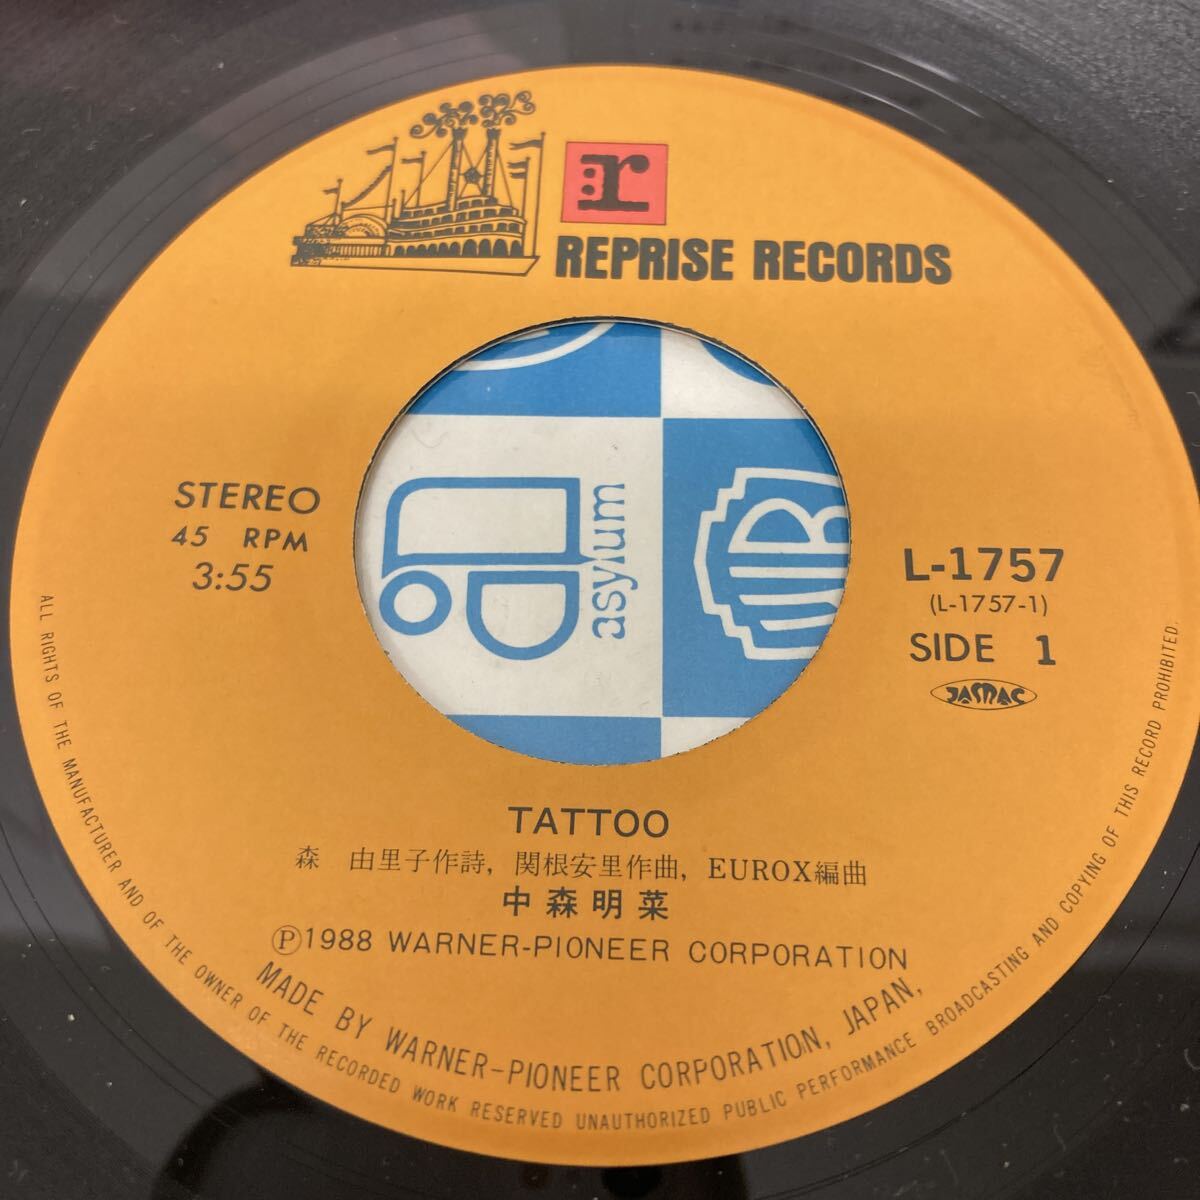 r
REPRISE RECORDS
STEREO
45 RPM
3:55
asylum
WB
L-1757
(L-1757-1)
SIDE 1
JASRAC
TATTOO
森 由里子作詩, 関根安里作曲, EUROX編曲
中森明菜
Ⓟ1988 WARNER-PIONEER CORPORATION
MADE BY WARNER-PIONEER CORPORATION, JAPAN,
ALL RIGHTS OF THE MANUFACTURER AND OF THE OWNER OF THE RECORDED WORK RESERVED UNAUTHORIZED PUBLIC PERFORMANCE BROADCASTING AND COPYING OF THIS RECORD PROHIBITED.